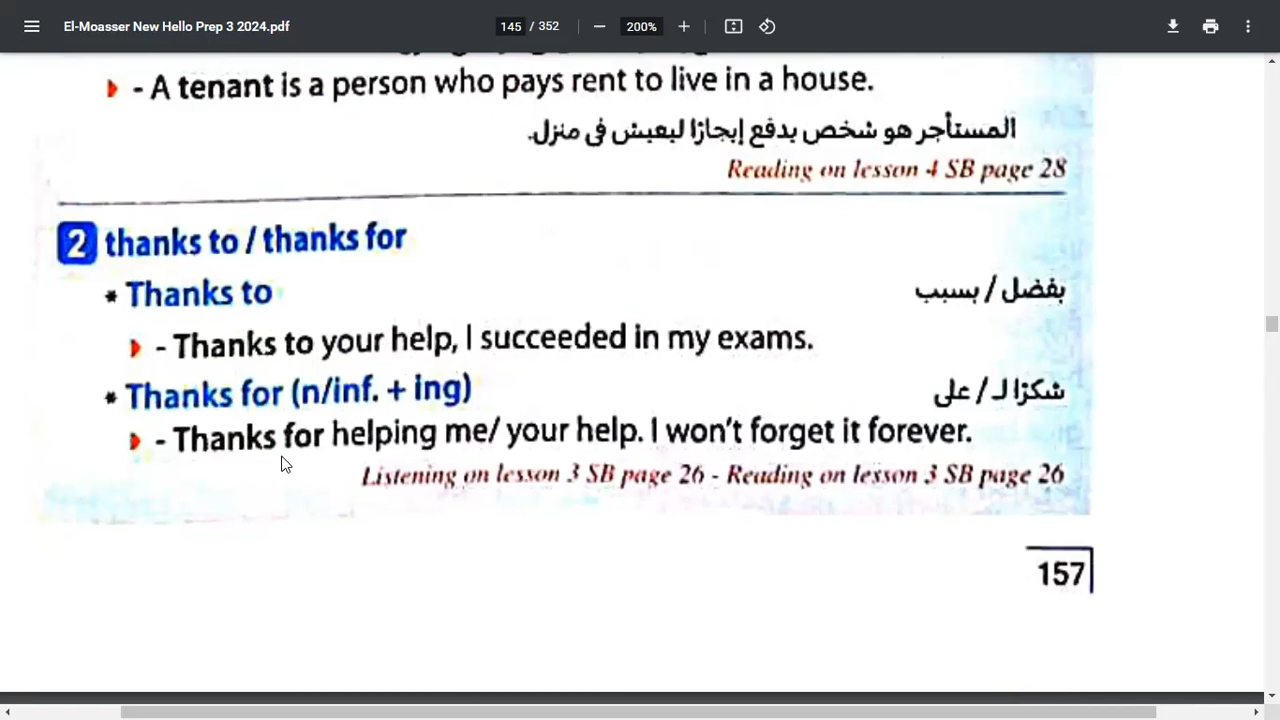 El-Moasser New Hello Prep 3 2024.pdf
145 / 352
200%
- A tenant is a person who pays rent to live in a house.
المستأجر هو شخص يدفع إيجارًا ليعيش فى منزل.
Reading on lesson 4 SB page 28
2 thanks to / thanks for
* Thanks to بفضل / بسبب
- Thanks to your help, I succeeded in my exams.
* Thanks for (n/inf. + ing) شكرًا لـ / على
- Thanks for helping me/ your help. I won't forget it forever.
Listening on lesson 3 SB page 26 - Reading on lesson 3 SB page 26
157